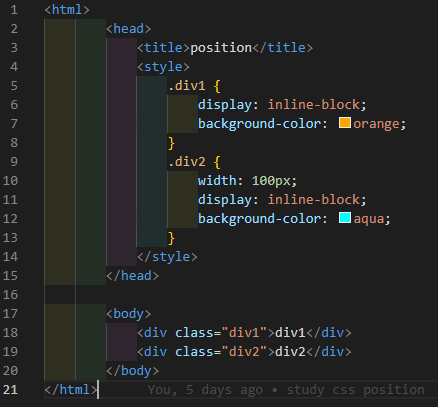 1 <html>
2 <head>
3 <title>position</title>
4 <style>
5 .div1 {
6 display: inline-block;
7 background-color: orange;
8 }
9 .div2 {
10 width: 100px;
11 display: inline-block;
12 background-color: aqua;
13 }
14 </style>
15 </head>
16
17 <body>
18 <div class="div1">div1</div>
19 <div class="div2">div2</div>
20 </body>
21 </html> You, 5 days ago • study css position